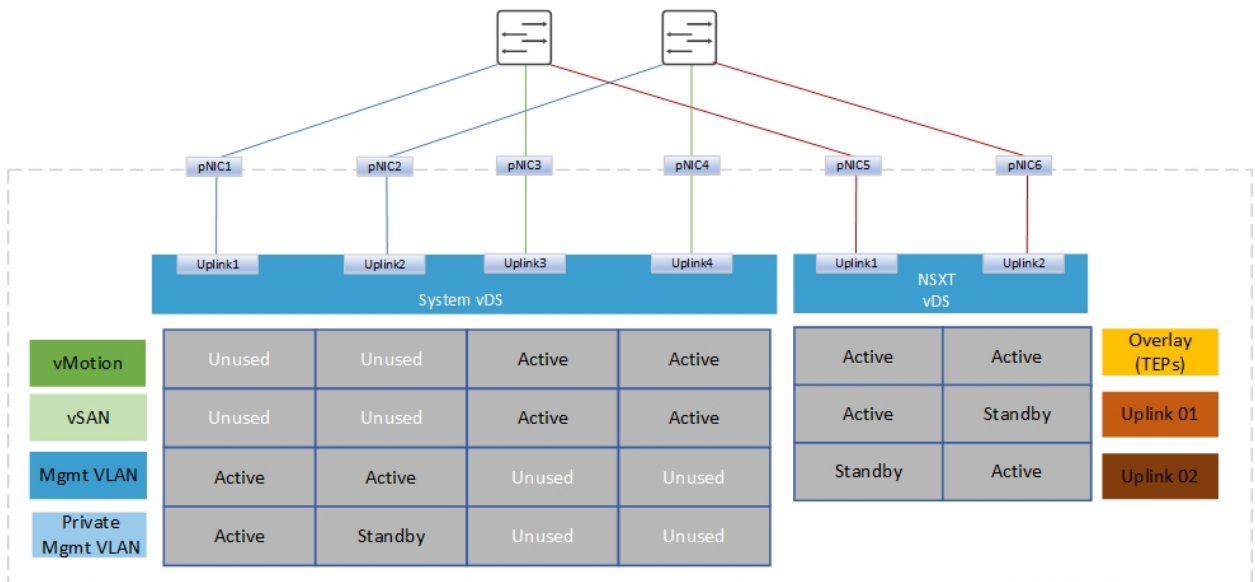 pNIC1
pNIC2
pNIC3
pNIC4
pNIC5
pNIC6
Uplink1
Uplink2
Uplink3
Uplink4
Uplink1
Uplink2
System vDS
NSXT
vDS
vMotion
Unused
Unused
Active
Active
Active
Active
Overlay
(TEPs)
vSAN
Unused
Unused
Active
Active
Active
Standby
Uplink 01
Mgmt VLAN
Active
Active
Unused
Unused
Standby
Active
Uplink 02
Private
Mgmt VLAN
Active
Standby
Unused
Unused